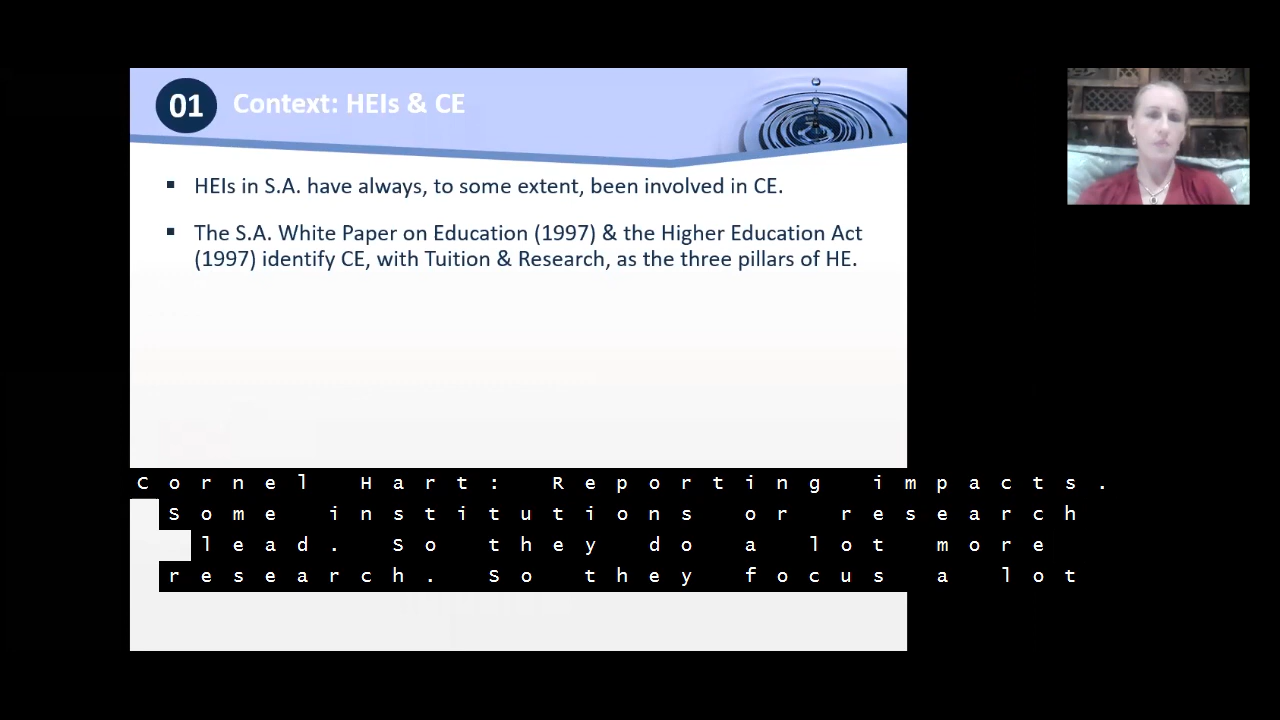 01 Context: HEIs & CE
▪ HEIs in S.A. have always, to some extent, been involved in CE.
▪ The S.A. White Paper on Education (1997) & the Higher Education Act
(1997) identify CE, with Tuition & Research, as the three pillars of HE.
Cornel Hart: Reporting impacts.
Some institutions or research
lead. So they do a lot more
research. So they focus a lot